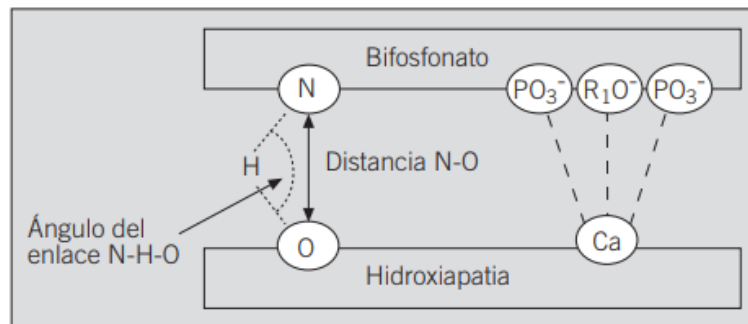 Bifosfonato
N
PO₃⁻ R₁O⁻ PO₃⁻
H
Distancia N-O
Ángulo del
enlace N-H-O
O
Ca
Hidroxiapatia